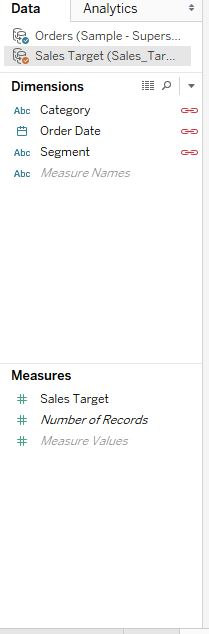 Data Analytics
Orders (Sample - Supers...
Sales Target (Sales_Tar...
Dimensions
Abc Category
Order Date
Abc Segment
Abc Measure Names
Measures
# Sales Target
# Number of Records
# Measure Values